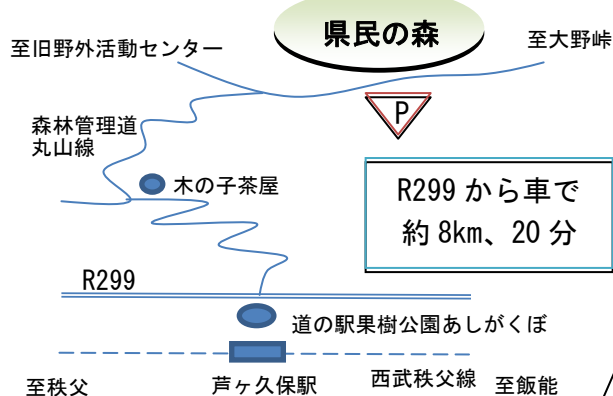 県民の森
至旧野外活動センター
至大野峠
P
森林管理道
丸山線
木の子茶屋
R299 から車で
約 8km、20 分
R299
道の駅果樹公園あしがくぼ
至秩父
芦ヶ久保駅
西武秩父線
至飯能